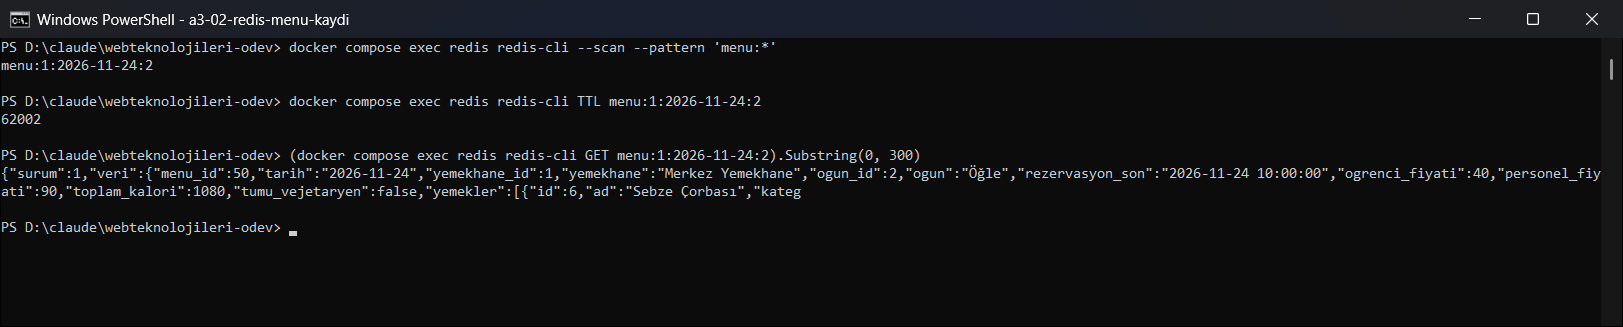 Windows PowerShell - a3-02-redis-menu-kaydi
PS D:\claude\webteknolojileri-odev> docker compose exec redis redis-cli --scan --pattern 'menu:*'
menu:1:2026-11-24:2
PS D:\claude\webteknolojileri-odev> docker compose exec redis redis-cli TTL menu:1:2026-11-24:2
62002
PS D:\claude\webteknolojileri-odev> (docker compose exec redis redis-cli GET menu:1:2026-11-24:2).Substring(0, 300)
{"surum":1,"veri":{"menu_id":50,"tarih":"2026-11-24","yemekhane_id":1,"yemekhane":"Merkez Yemekhane","ogun_id":2,"ogun":"Öğle","rezervasyon_son":"2026-11-24 10:00:00","ogrenci_fiyati":40,"personel_fiy
ati":90,"toplam_kalori":1080,"tumu_vejetaryen":false,"yemekler":[{"id":6,"ad":"Sebze Çorbası","kateg
PS D:\claude\webteknolojileri-odev>